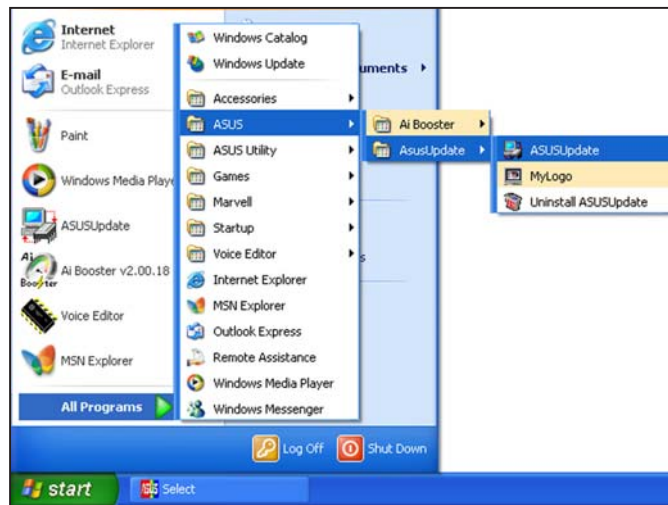 Internet
Internet Explorer
E-mail
Outlook Express
Paint
Windows Media Playe
ASUSUpdate
Ai Booster v2.00.18
Voice Editor
MSN Explorer
All Programs
Windows Catalog
Windows Update
Accessories
ASUS
ASUS Utility
Games
Marvell
Startup
Voice Editor
Internet Explorer
MSN Explorer
Outlook Express
Remote Assistance
Windows Media Player
Windows Messenger
uments
s
Ai Booster
AsusUpdate
ASUSUpdate
MyLogo
Uninstall ASUSUpdate
Log Off
Shut Down
start
Select